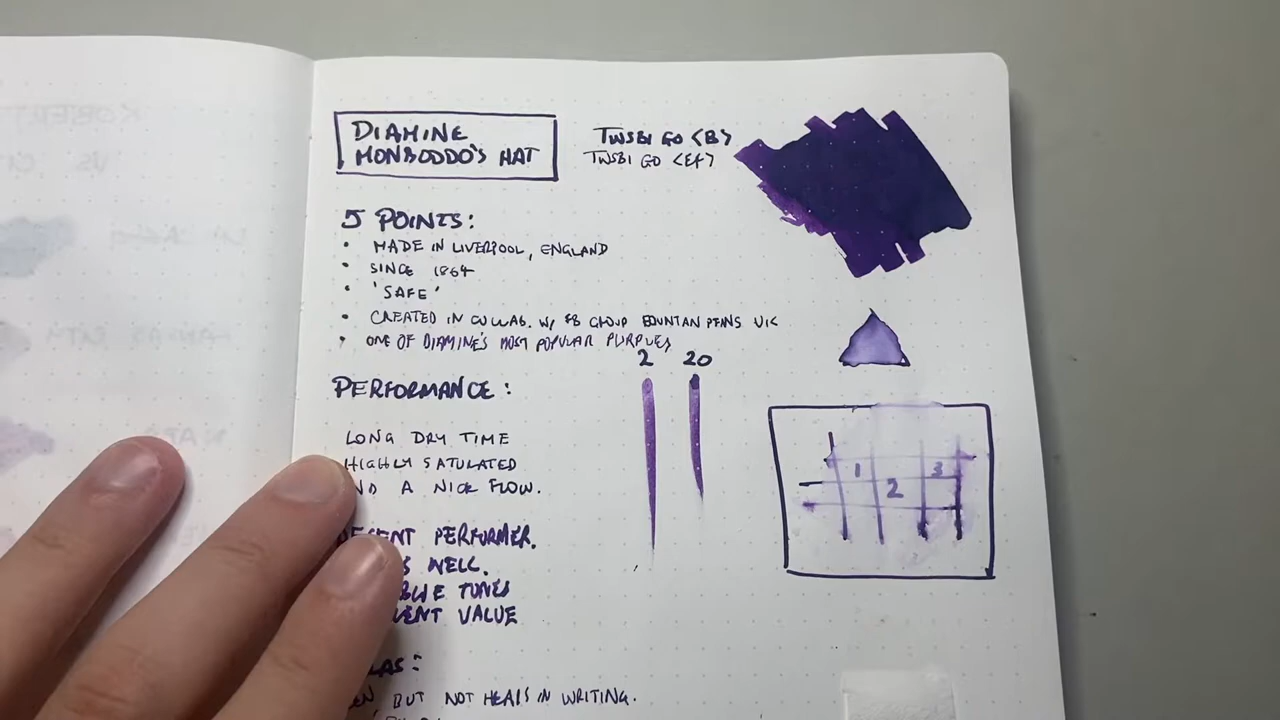 DIAMINE
MONBODDO'S HAT
TWSBI GO <B>
TWSBI GO <EF>
5 POINTS:
• MADE IN LIVERPOOL, ENGLAND
• SINCE 1864
• 'SAFE'
• CREATED IN COLLAB. W/ FB GROUP FOUNTAIN PENS UK
• ONE OF DIAMINE'S MOST POPULAR PURPLES
2 20
PERFORMANCE:
LONG DRY TIME
HIGHLY SATURATED
A NICE FLOW.
PERFORMER.
WELL.
TONES
VALUE
1 2 3
BUT NOT HEAPS IN WRITING.